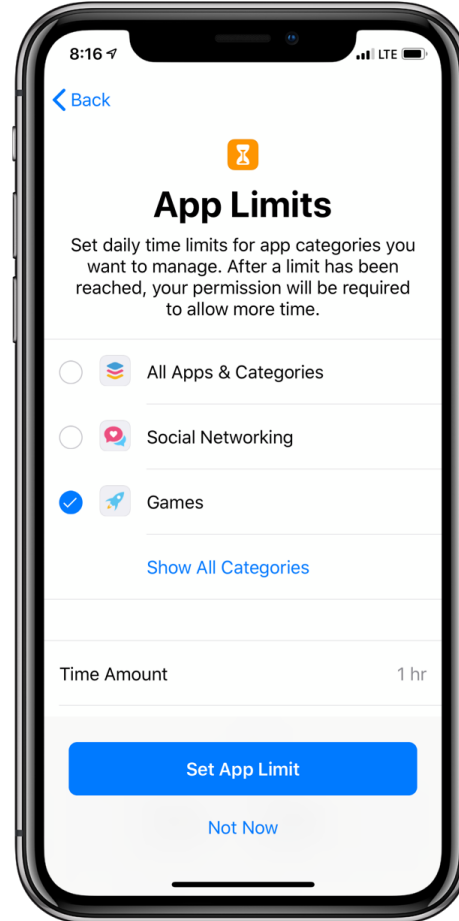 8:16
LTE
Back
App Limits
Set daily time limits for app categories you
want to manage. After a limit has been
reached, your permission will be required
to allow more time.
All Apps & Categories
Social Networking
Games
Show All Categories
Time Amount 1 hr
Set App Limit
Not Now